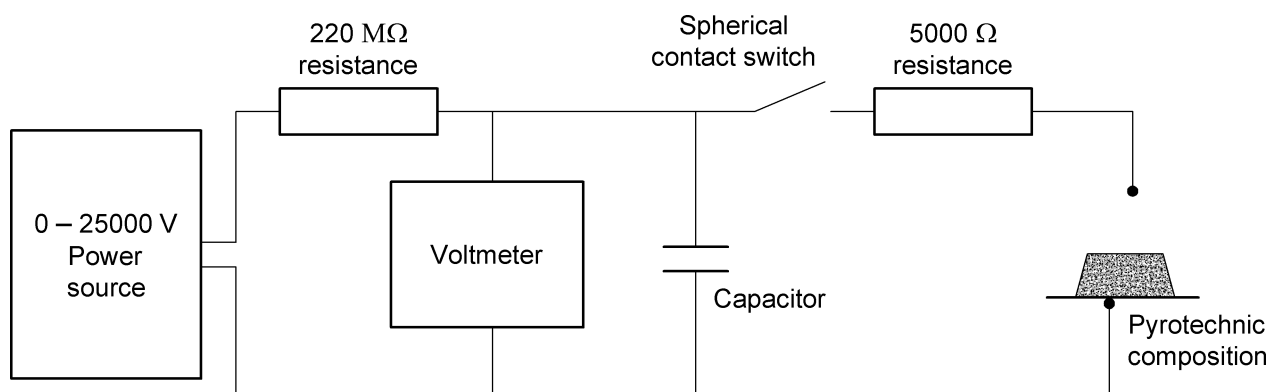 220 MΩ
resistance
Spherical
contact switch
5000 Ω
resistance
0 – 25000 V
Power
source
Voltmeter
Capacitor
Pyrotechnic
composition